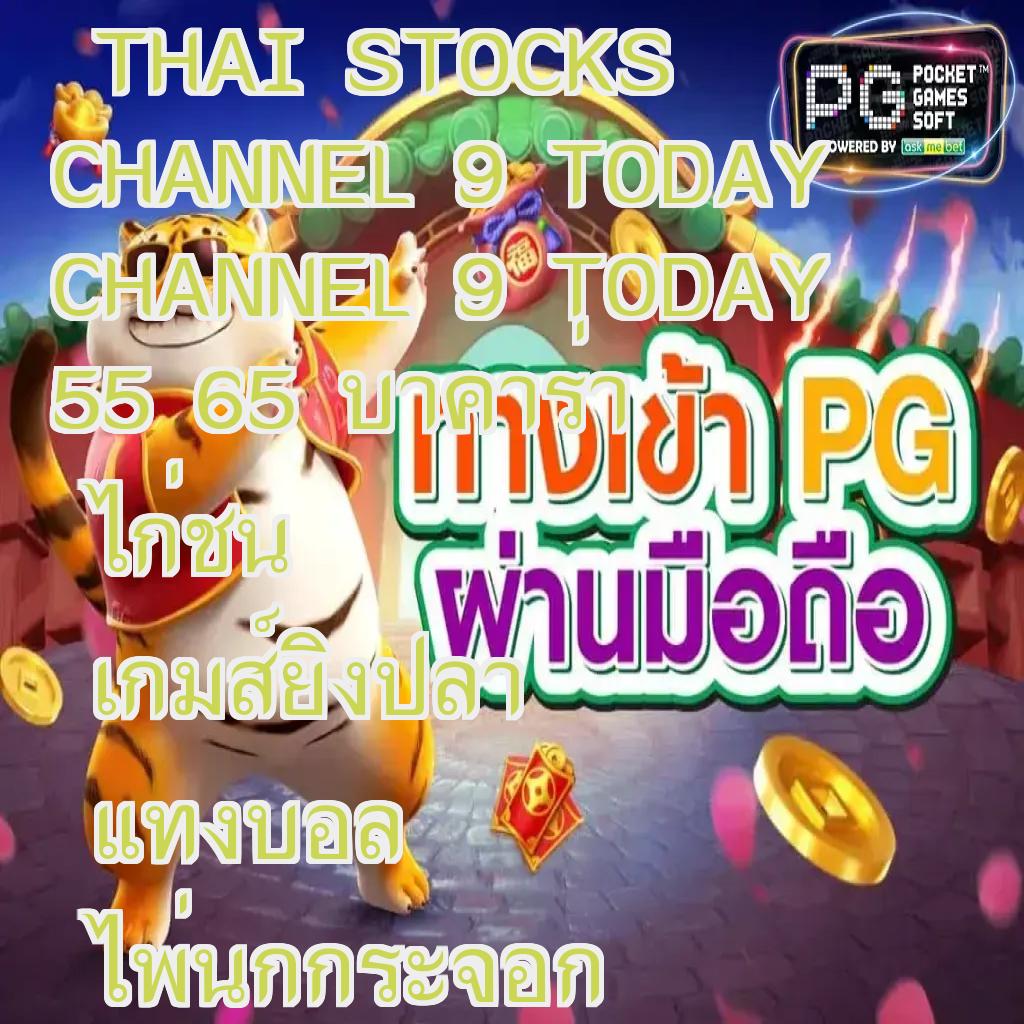 THAI STOCKS
CHANNEL 9 TODAY
CHANNEL 9 TODAY
55 65 บาคาร่า
ไก่ชน
เกมส์ยิงปลา
แทงบอล
ไพ่นกกระจอก
PG POCKET GAMES SOFT™
POWERED BY askmebet
ทางเข้า PG
ผ่านมือถือ
福